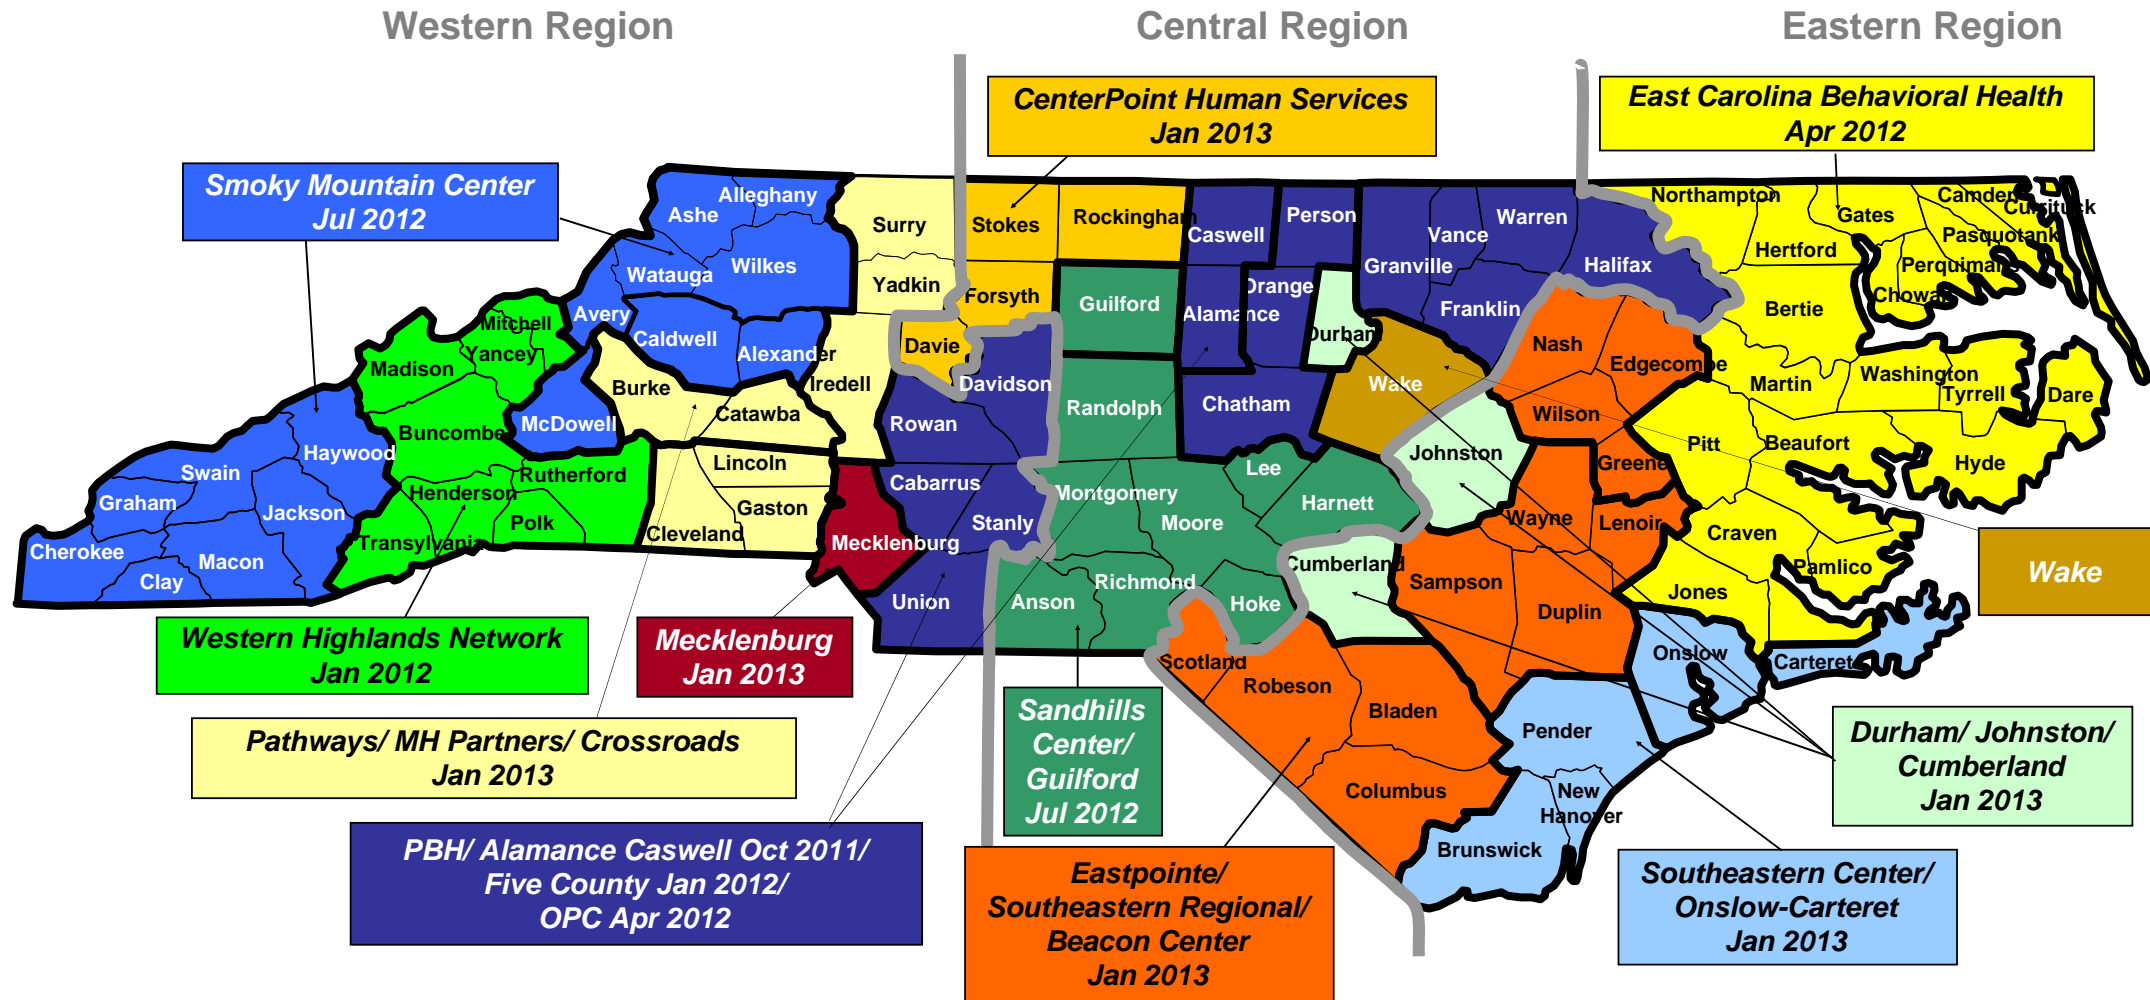 Western Region
Central Region
Eastern Region
CenterPoint Human Services
Jan 2013
East Carolina Behavioral Health
Apr 2012
Smoky Mountain Center
Jul 2012
Alleghany
Ashe
Surry
Stokes
Rockingham
Caswell
Person
Vance
Warren
Granville
Halifax
Northampton
Gates
Camden
Currituck
Pasquotank
Hertford
Perquimans
Chowan
Watauga
Wilkes
Yadkin
Forsyth
Guilford
Orange
Alamance
Durham
Franklin
Bertie
Avery
Mitchell
Caldwell
Alexander
Davie
Yancey
Madison
Burke
Iredell
Davidson
Nash
Edgecombe
Martin
Washington
Tyrrell
Dare
Catawba
Randolph
Chatham
Wake
Wilson
McDowell
Rowan
Buncombe
Haywood
Swain
Rutherford
Lincoln
Cabarrus
Lee
Johnston
Greene
Pitt
Beaufort
Hyde
Graham
Jackson
Henderson
Polk
Gaston
Cleveland
Stanly
Montgomery
Moore
Harnett
Wayne
Lenoir
Craven
Pamlico
Cherokee
Macon
Clay
Transylvania
Mecklenburg
Union
Anson
Richmond
Hoke
Cumberland
Sampson
Duplin
Jones
Wake
Western Highlands Network
Jan 2012
Mecklenburg
Jan 2013
Scotland
Robeson
Bladen
Onslow
Carteret
Pender
Columbus
New
Hanover
Brunswick
Pathways/ MH Partners/ Crossroads
Jan 2013
Sandhills
Center/
Guilford
Jul 2012
Durham/ Johnston/
Cumberland
Jan 2013
PBH/ Alamance Caswell Oct 2011/
Five County Jan 2012/
OPC Apr 2012
Eastpointe/
Southeastern Regional/
Beacon Center
Jan 2013
Southeastern Center/
Onslow-Carteret
Jan 2013